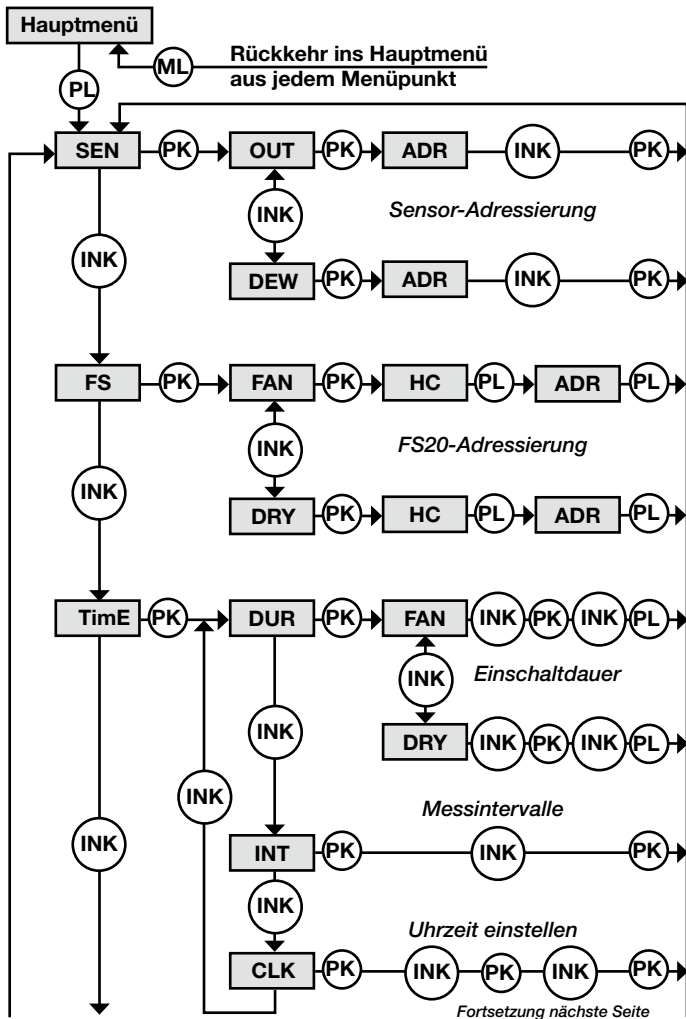 Hauptmenü
ML Rückkehr ins Hauptmenü
aus jedem Menüpunkt
PL
SEN PK OUT PK ADR INK PK
INK Sensor-Adressierung
INK
DEW PK ADR INK PK
FS PK FAN PK HC PL ADR PL
INK FS20-Adressierung
INK
DRY PK HC PL ADR PL
TimE PK DUR PK FAN INK PK INK PL
INK Einschaltdauer
INK
DRY INK PK INK PL
INK
Messintervalle
INK
INT PK INK PK
INK
Uhrzeit einstellen
CLK PK INK PK INK PK
Fortsetzung nächste Seite